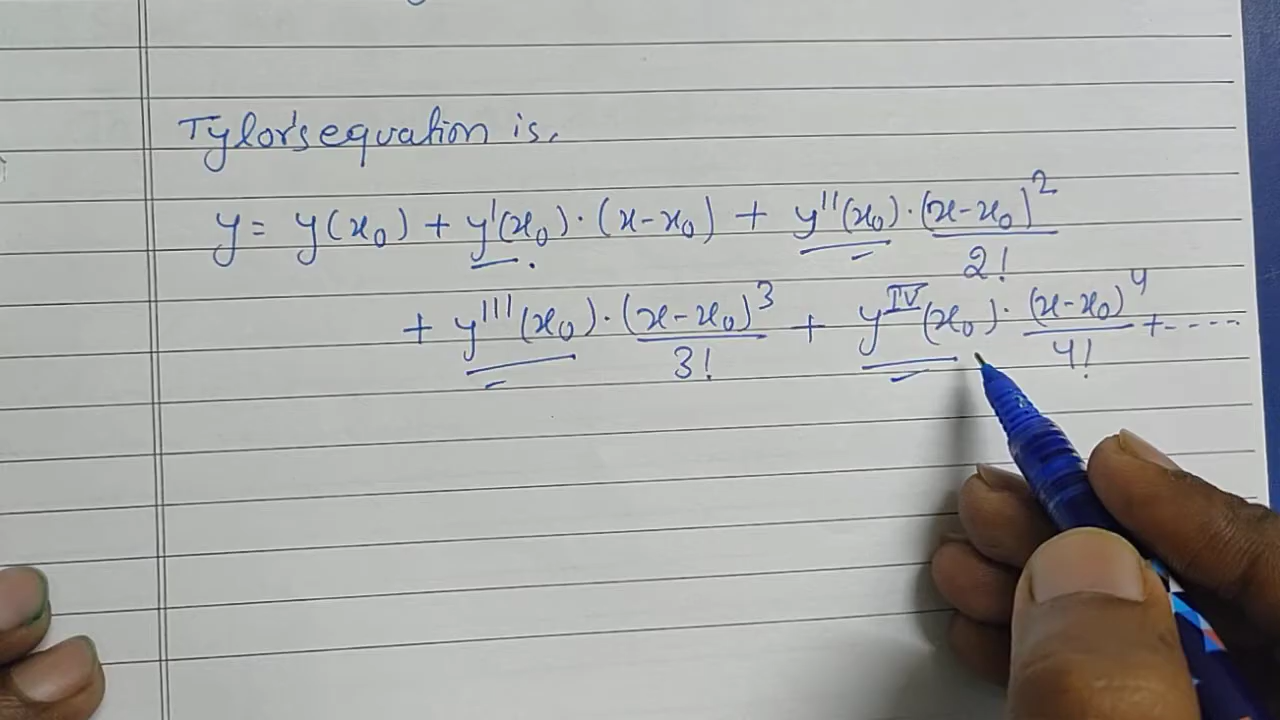 Tylor's equation is,
y = y(x₀) + y'(x₀) · (x-x₀) + y''(x₀) · (x-x₀)² / 2!
+ y'''(x₀) · (x-x₀)³ / 3! + y^IV(x₀) · (x-x₀)⁴ / 4! + -----